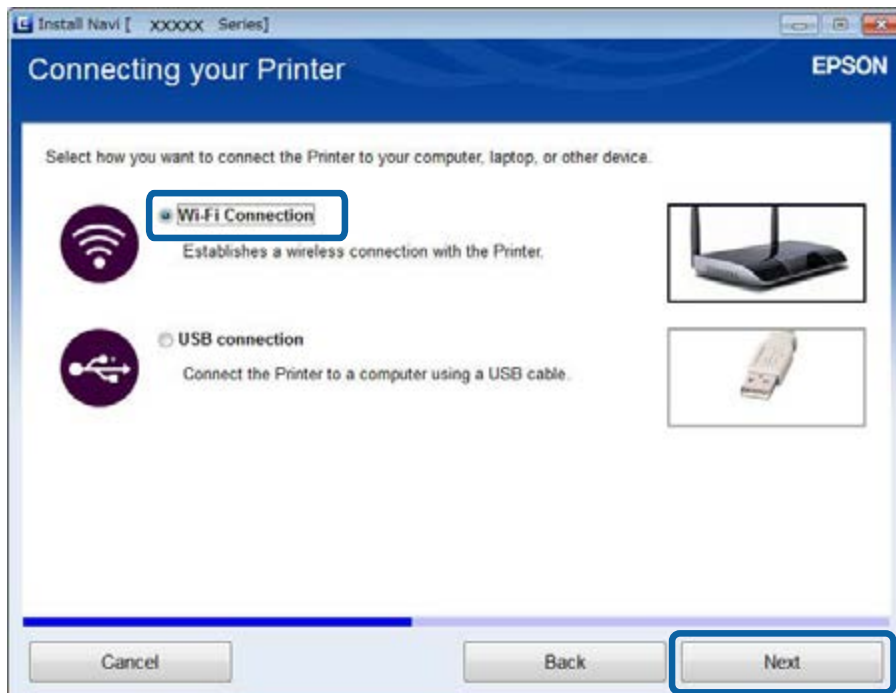 Install Navi [ XXXXX Series]
Connecting your Printer
EPSON
Select how you want to connect the Printer to your computer, laptop, or other device.
Wi-Fi Connection
Establishes a wireless connection with the Printer.
USB connection
Connect the Printer to a computer using a USB cable.
Cancel
Back
Next